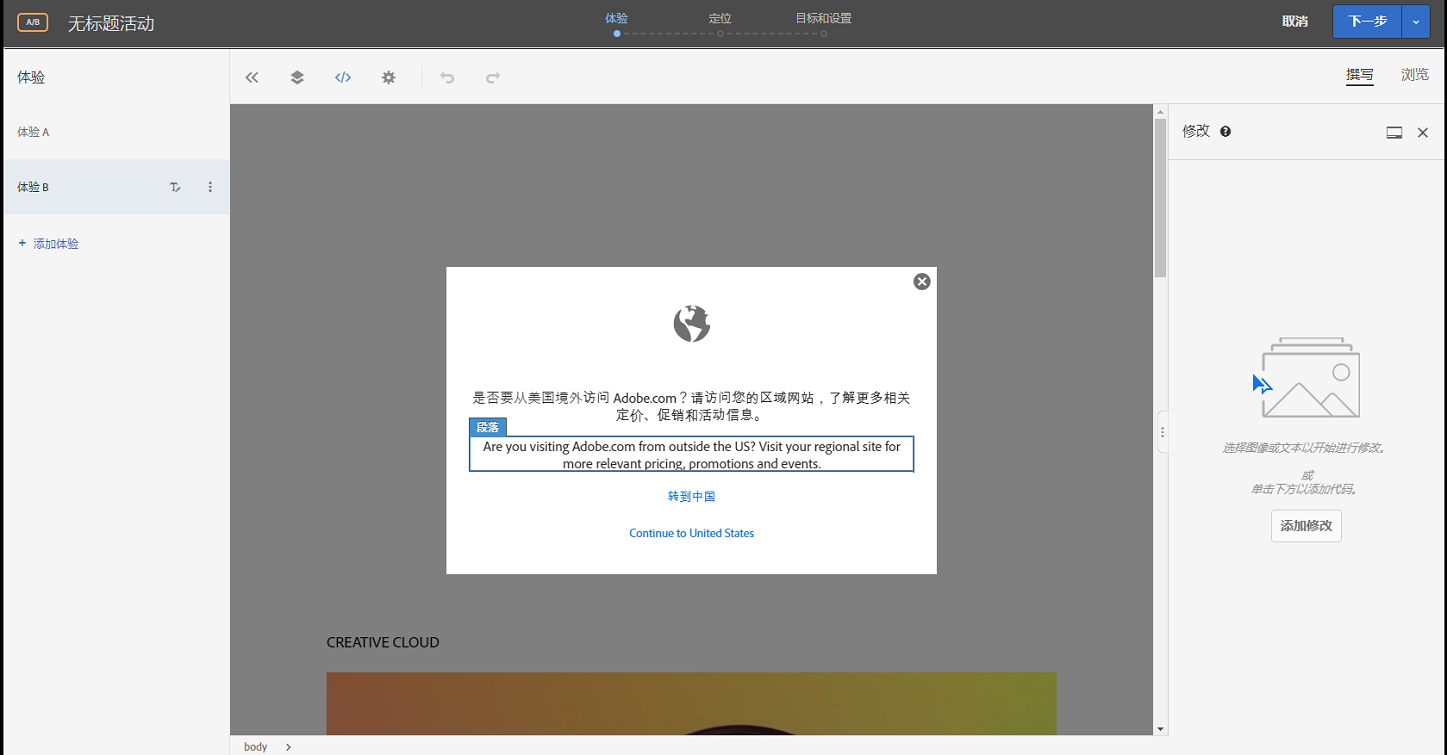 A/B
无标题活动
体验
定位
目标和设置
取消
下一步
体验
撰写
浏览
体验 A
修改
体验 B
+ 添加体验
是否要从美国境外访问 Adobe.com？请访问您的区域网站，了解更多相关
定价、促销和活动信息。
段落
Are you visiting Adobe.com from outside the US? Visit your regional site for
more relevant pricing, promotions and events.
转到中国
Continue to United States
选择图像或文本以开始进行修改。
或
单击下方以添加代码。
添加修改
CREATIVE CLOUD
body